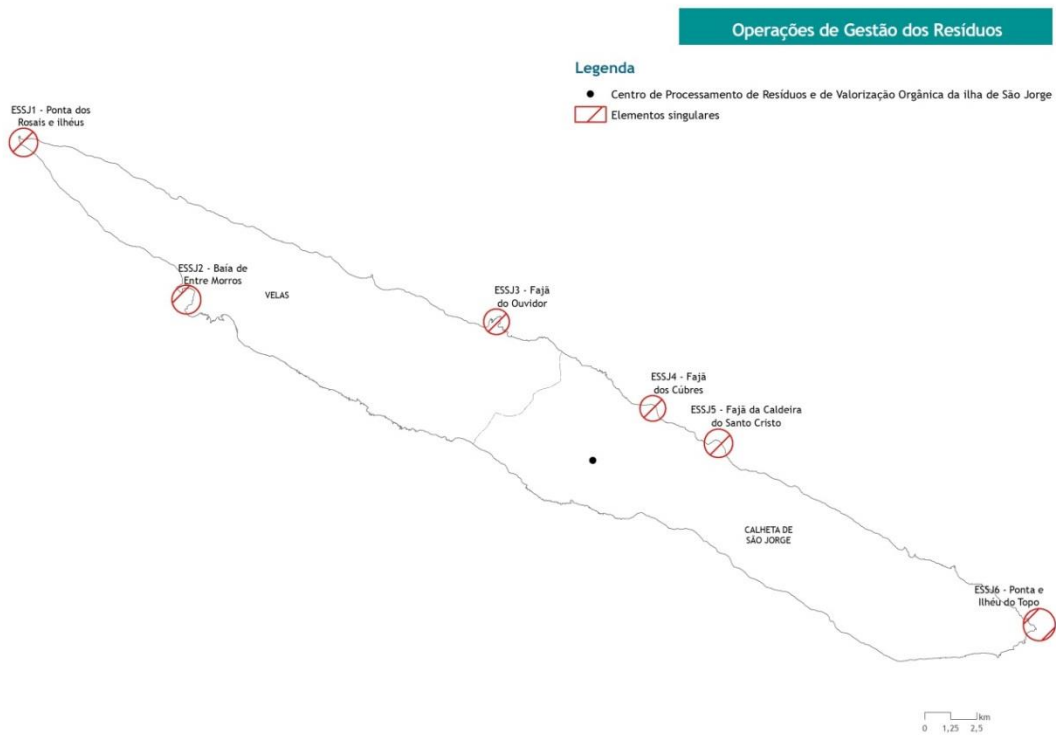 Operações de Gestão dos Resíduos
Legenda
Centro de Processamento de Resíduos e de Valorização Orgânica da ilha de São Jorge
Elementos singulares
ESSJ1 - Ponta dos
Rosais e ilhéus
ESSJ2 - Baía de
Entre Morros
VELAS
ESSJ3 - Fajã
do Ouvidor
ESSJ4 - Fajã
dos Cúbres
ESSJ5 - Fajã da Caldeira
do Santo Cristo
CALHETA DE
SÃO JORGE
ESSJ6 - Ponta e
Ilhéu do Topo
km
0 1,25 2,5